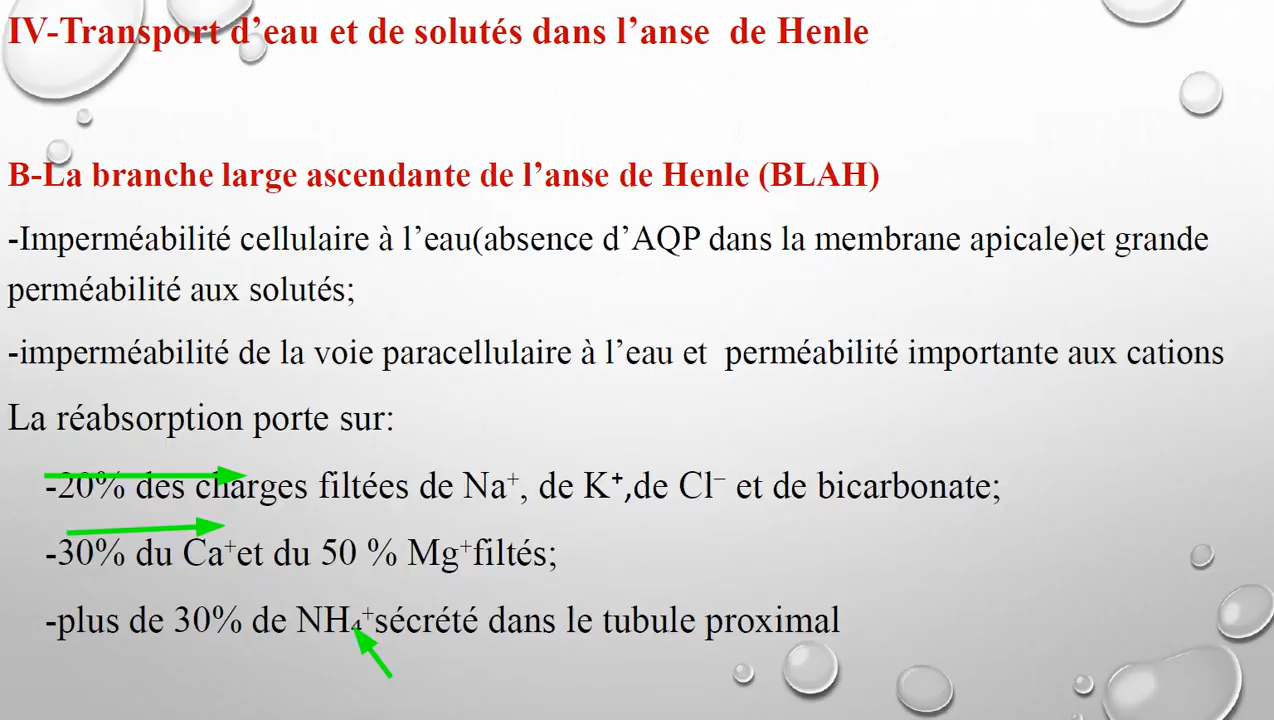 IV-Transport d’eau et de solutés dans l’anse de Henle
B-La branche large ascendante de l’anse de Henle (BLAH)
-Imperméabilité cellulaire à l’eau(absence d’AQP dans la membrane apicale)et grande
perméabilité aux solutés;
-imperméabilité de la voie paracellulaire à l’eau et perméabilité importante aux cations
La réabsorption porte sur:
-20% des charges filtées de Na⁺, de K⁺,de Cl⁻ et de bicarbonate;
-30% du Ca⁺et du 50 % Mg⁺filtés;
-plus de 30% de NH₄⁺sécrété dans le tubule proximal